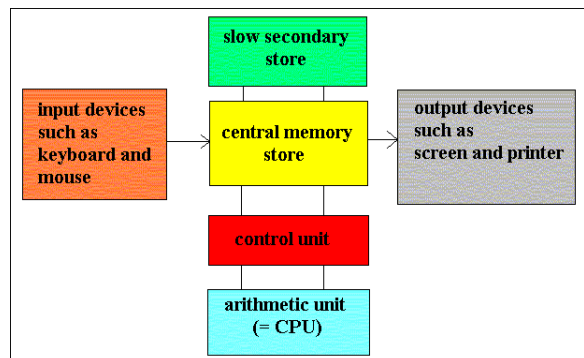 slow secondary
store
input devices
such as
keyboard and
mouse
central memory
store
output devices
such as
screen and printer
control unit
arithmetic unit
(= CPU)